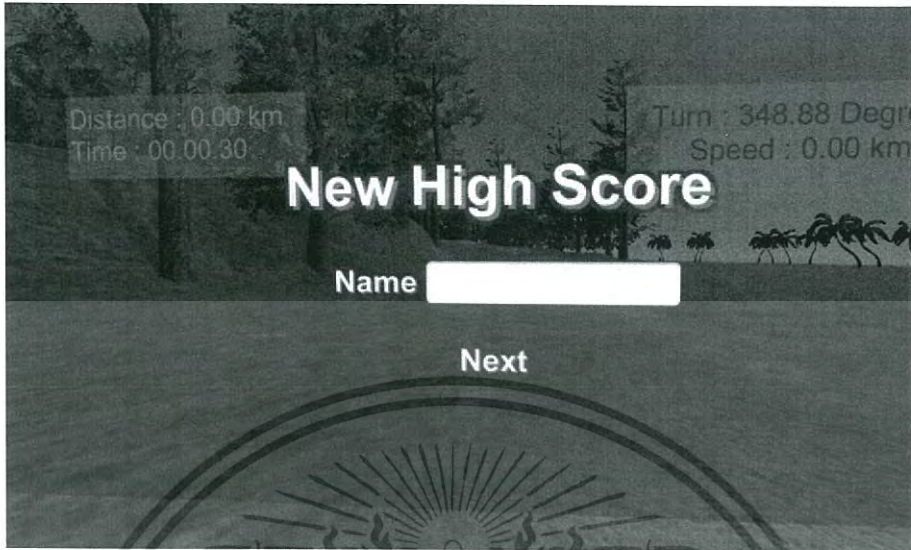 Distance : 0.00 km
Time : 00.00.30
Turn : 348.88 Degre
Speed : 0.00 km
New High Score
Name
Next